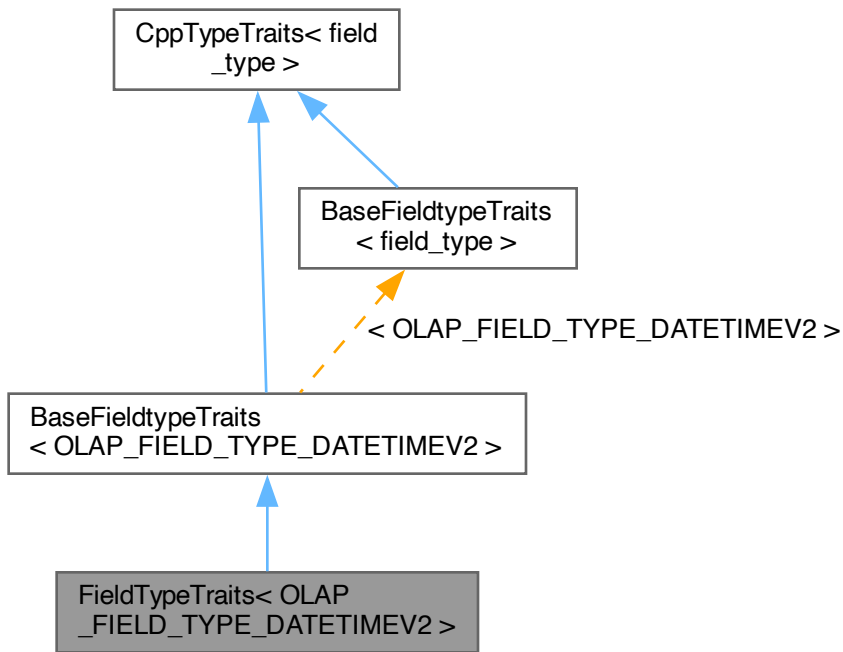 CppTypeTraits< field
_type >
BaseFieldtypeTraits
< field_type >
< OLAP_FIELD_TYPE_DATETIMEV2 >
BaseFieldtypeTraits
< OLAP_FIELD_TYPE_DATETIMEV2 >
FieldTypeTraits< OLAP
_FIELD_TYPE_DATETIMEV2 >